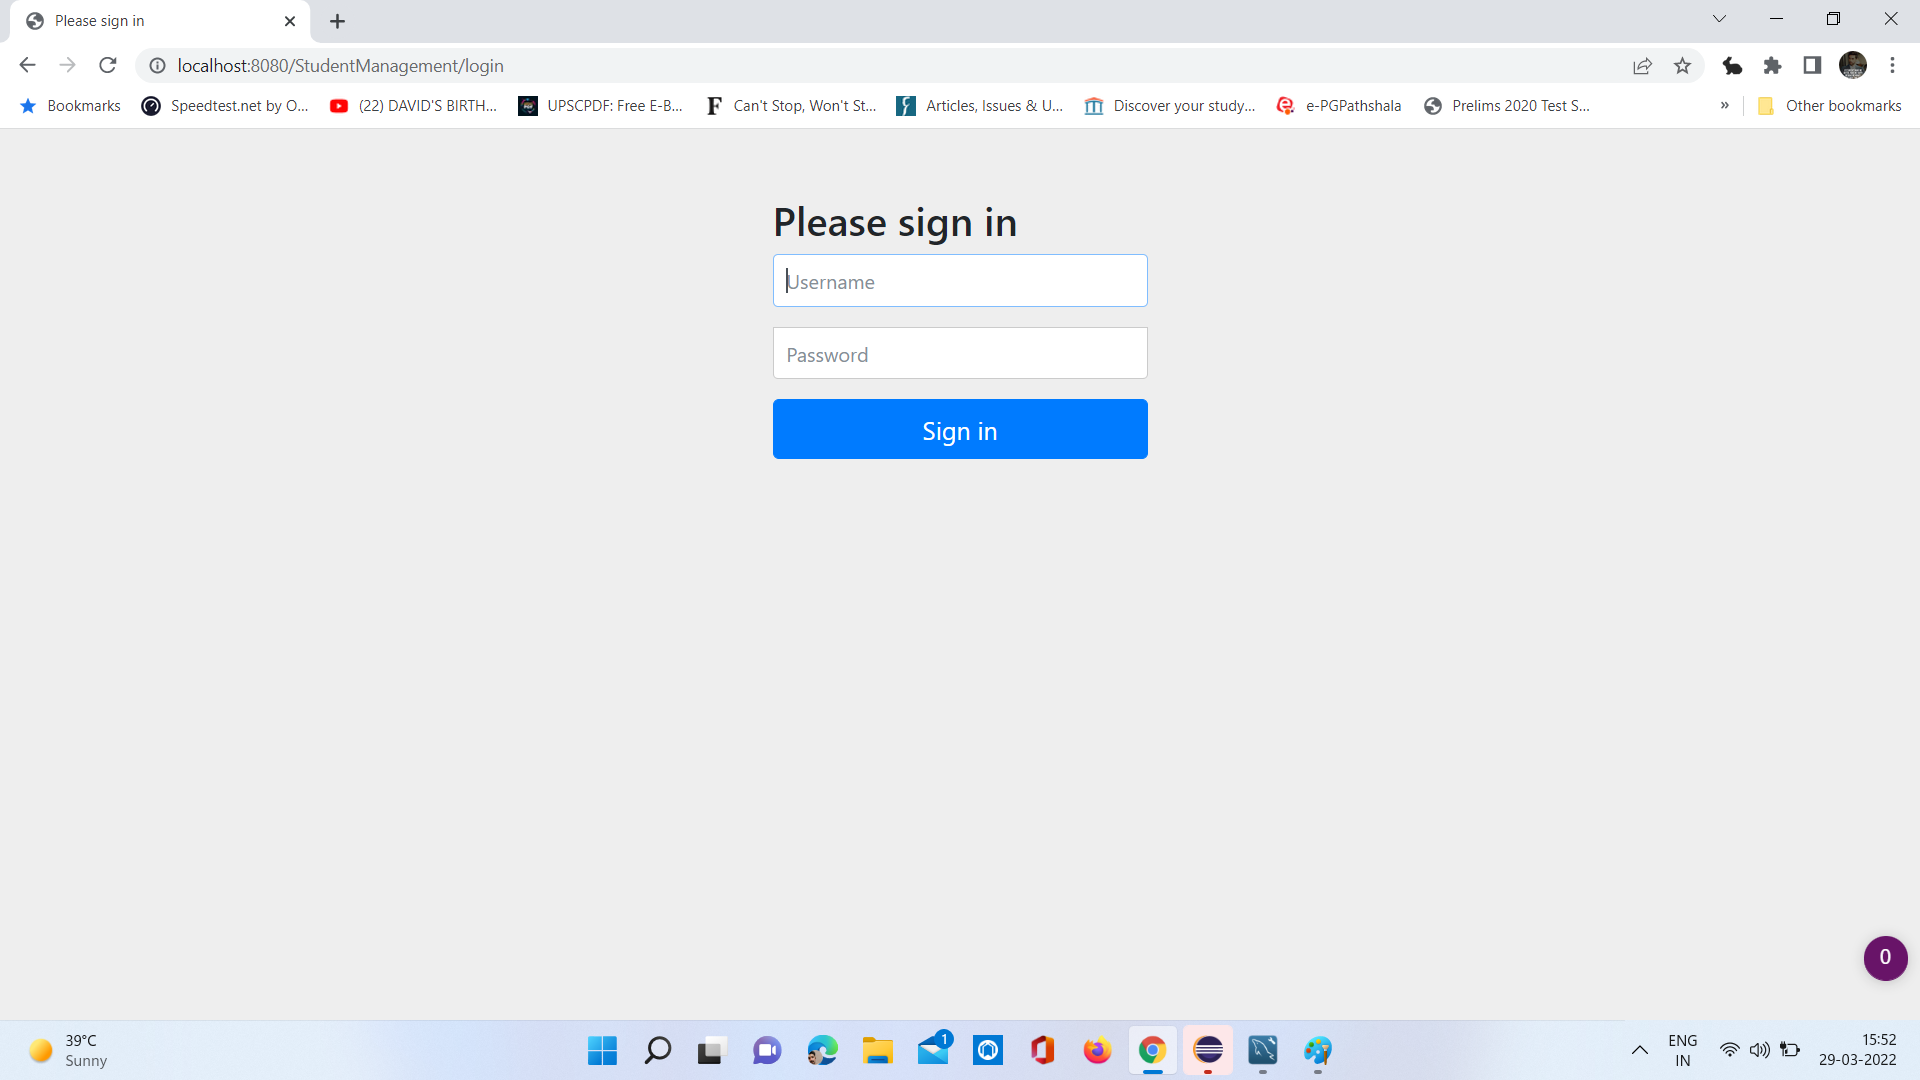 Please sign in
localhost:8080/StudentManagement/login
Bookmarks
Speedtest.net by O...
(22) DAVID'S BIRTH...
UPSCPDF: Free E-B...
Can't Stop, Won't St...
Articles, Issues & U...
Discover your study...
e-PGPathshala
Prelims 2020 Test S...
»
Other bookmarks
Please sign in
Username
Password
Sign in
0
39°C
Sunny
1
ENG
IN
15:52
29-03-2022